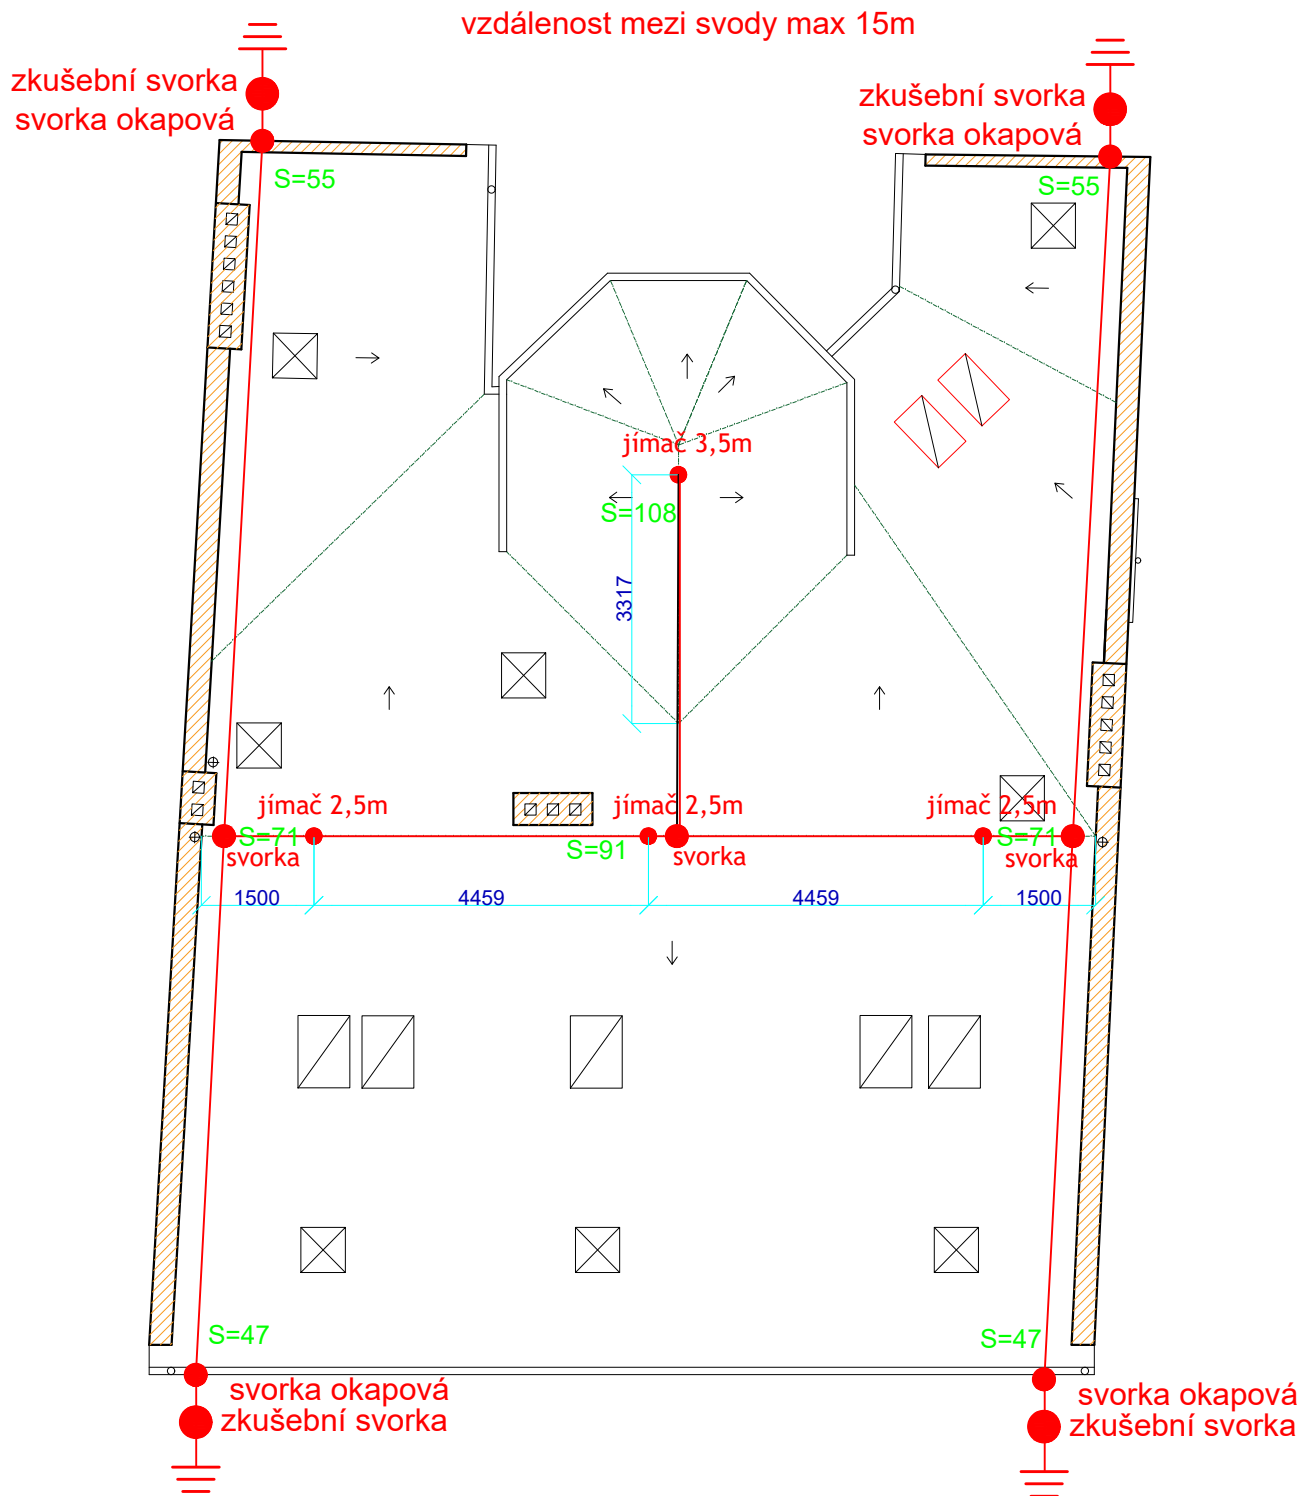 vzdálenost mezi svody max 15m
zkušební svorka
svorka okapová
zkušební svorka
svorka okapová
S=55
S=55
jímač 3,5m
S=108
3317
jímač 2,5m
jímač 2,5m
jímač 2,5m
S=71
S=91
S=71
svorka
svorka
svorka
1500
4459
4459
1500
S=47
S=47
svorka okapová
zkušební svorka
svorka okapová
zkušební svorka